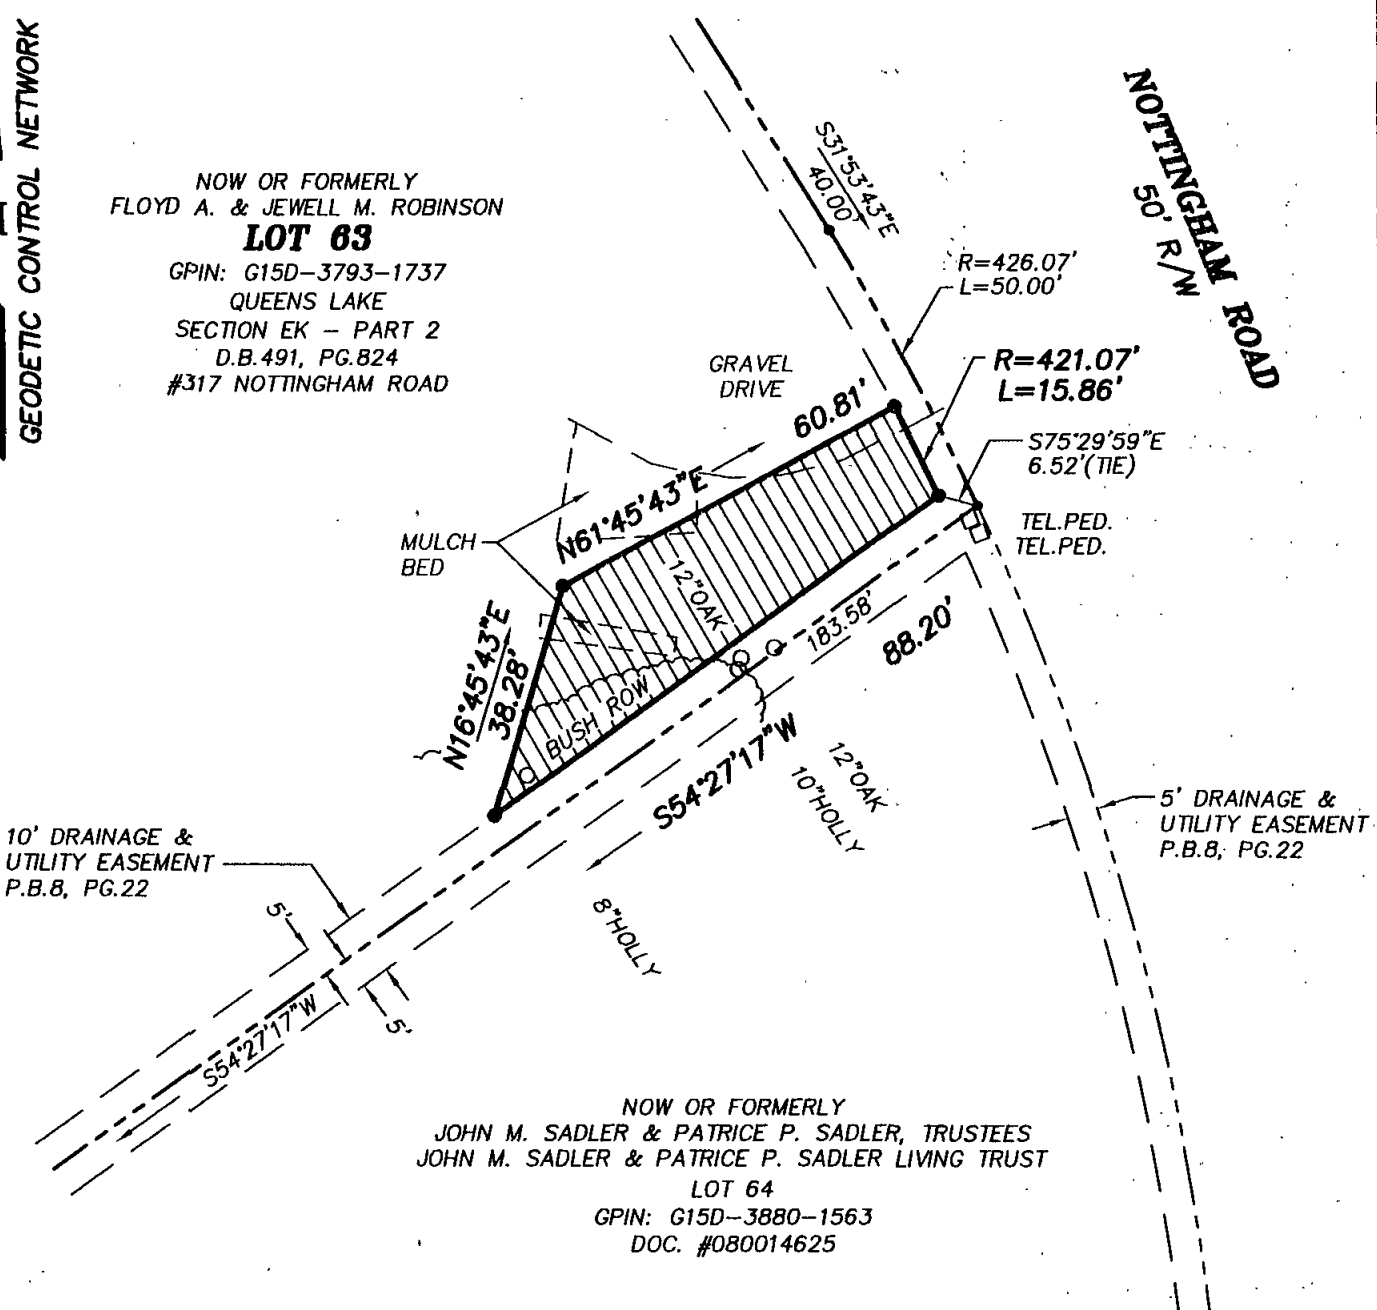 GEODETIC CONTROL NETWORK
NOW OR FORMERLY
FLOYD A. & JEWELL M. ROBINSON
LOT 63
GPIN: G15D-3793-1737
QUEENS LAKE
SECTION EK - PART 2
D.B.491, PG.824
#317 NOTTINGHAM ROAD
S31°53'43"E
40.00'
NOTTINGHAM ROAD
50' R/W
R=426.07'
L=50.00'
GRAVEL
DRIVE
R=421.07'
L=15.86'
N61°45'43"E
60.81'
S75°29'59"E
6.52'(TIE)
TEL.PED.
TEL.PED.
MULCH
BED
12"OAK
N16°45'43"E
38.28'
BUSH ROW
183.58'
88.20'
S54°27'17"W
12"OAK
10"HOLLY
8"HOLLY
5' DRAINAGE &
UTILITY EASEMENT
P.B.8, PG.22
10' DRAINAGE &
UTILITY EASEMENT
P.B.8, PG.22
5'
5'
S54°27'17"W
NOW OR FORMERLY
JOHN M. SADLER & PATRICE P. SADLER, TRUSTEES
JOHN M. SADLER & PATRICE P. SADLER LIVING TRUST
LOT 64
GPIN: G15D-3880-1563
DOC. #080014625